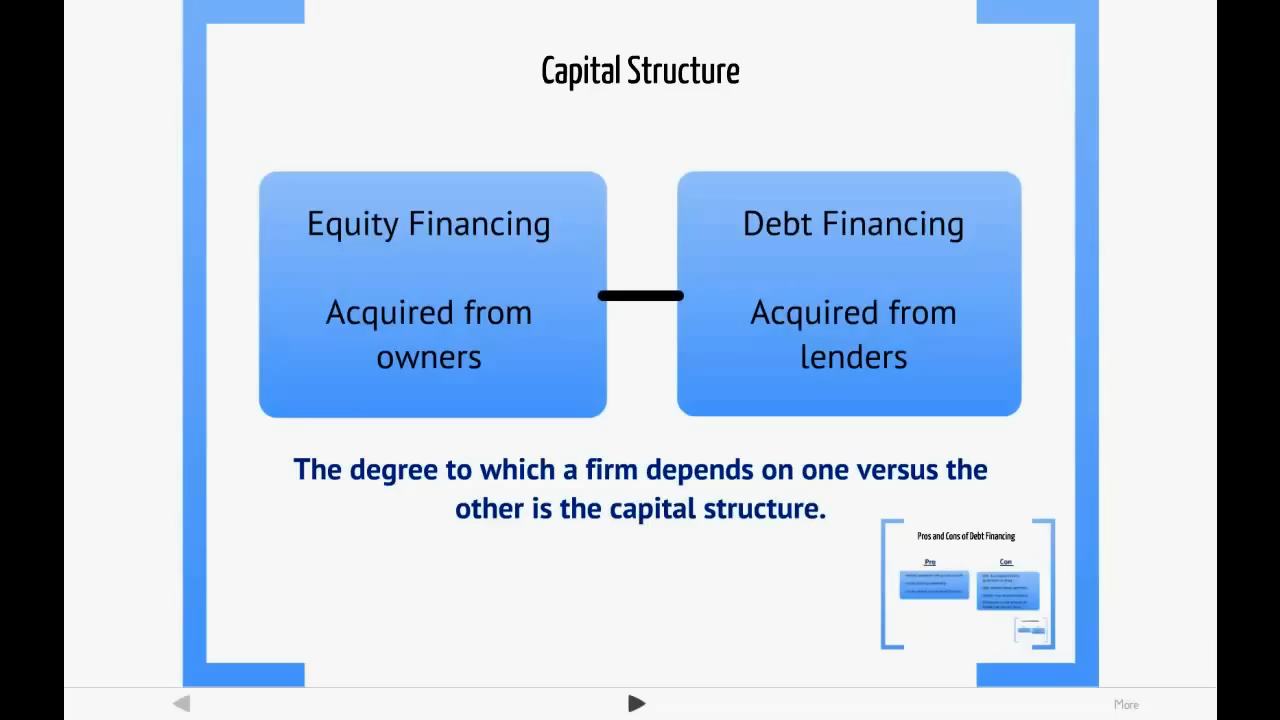 Capital Structure
Equity Financing
Acquired from
owners
Debt Financing
Acquired from
lenders
The degree to which a firm depends on one versus the
other is the capital structure.
Pros and Cons of Debt Financing
Pro
Con
More